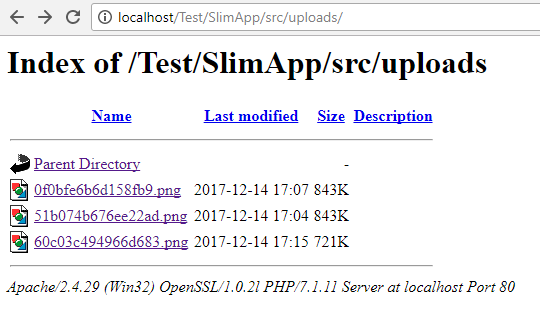 localhost/Test/SlimApp/src/uploads/
Index of /Test/SlimApp/src/uploads
Name Last modified Size Description
Parent Directory -
0f0bfe6b6d158fb9.png 2017-12-14 17:07 843K
51b074b676ee22ad.png 2017-12-14 17:04 843K
60c03c494966d683.png 2017-12-14 17:15 721K
Apache/2.4.29 (Win32) OpenSSL/1.0.2l PHP/7.1.11 Server at localhost Port 80